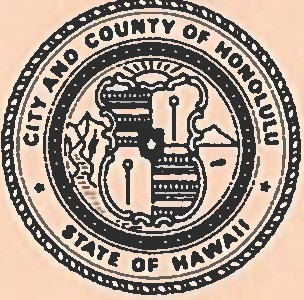 CITY AND COUNTY OF HONOLULU
STATE OF HAWAII